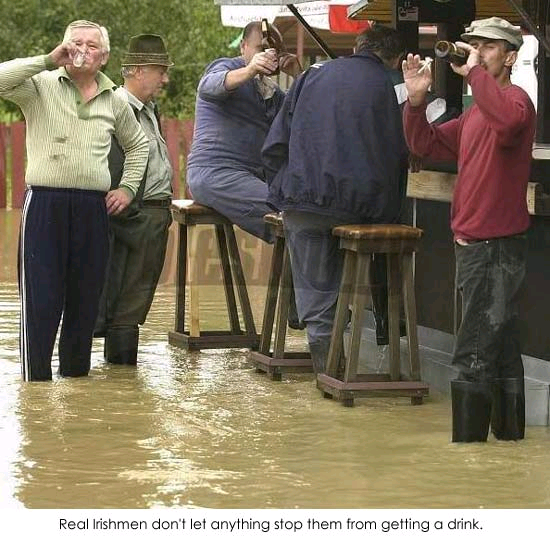 Real Irishmen don't let anything stop them from getting a drink.